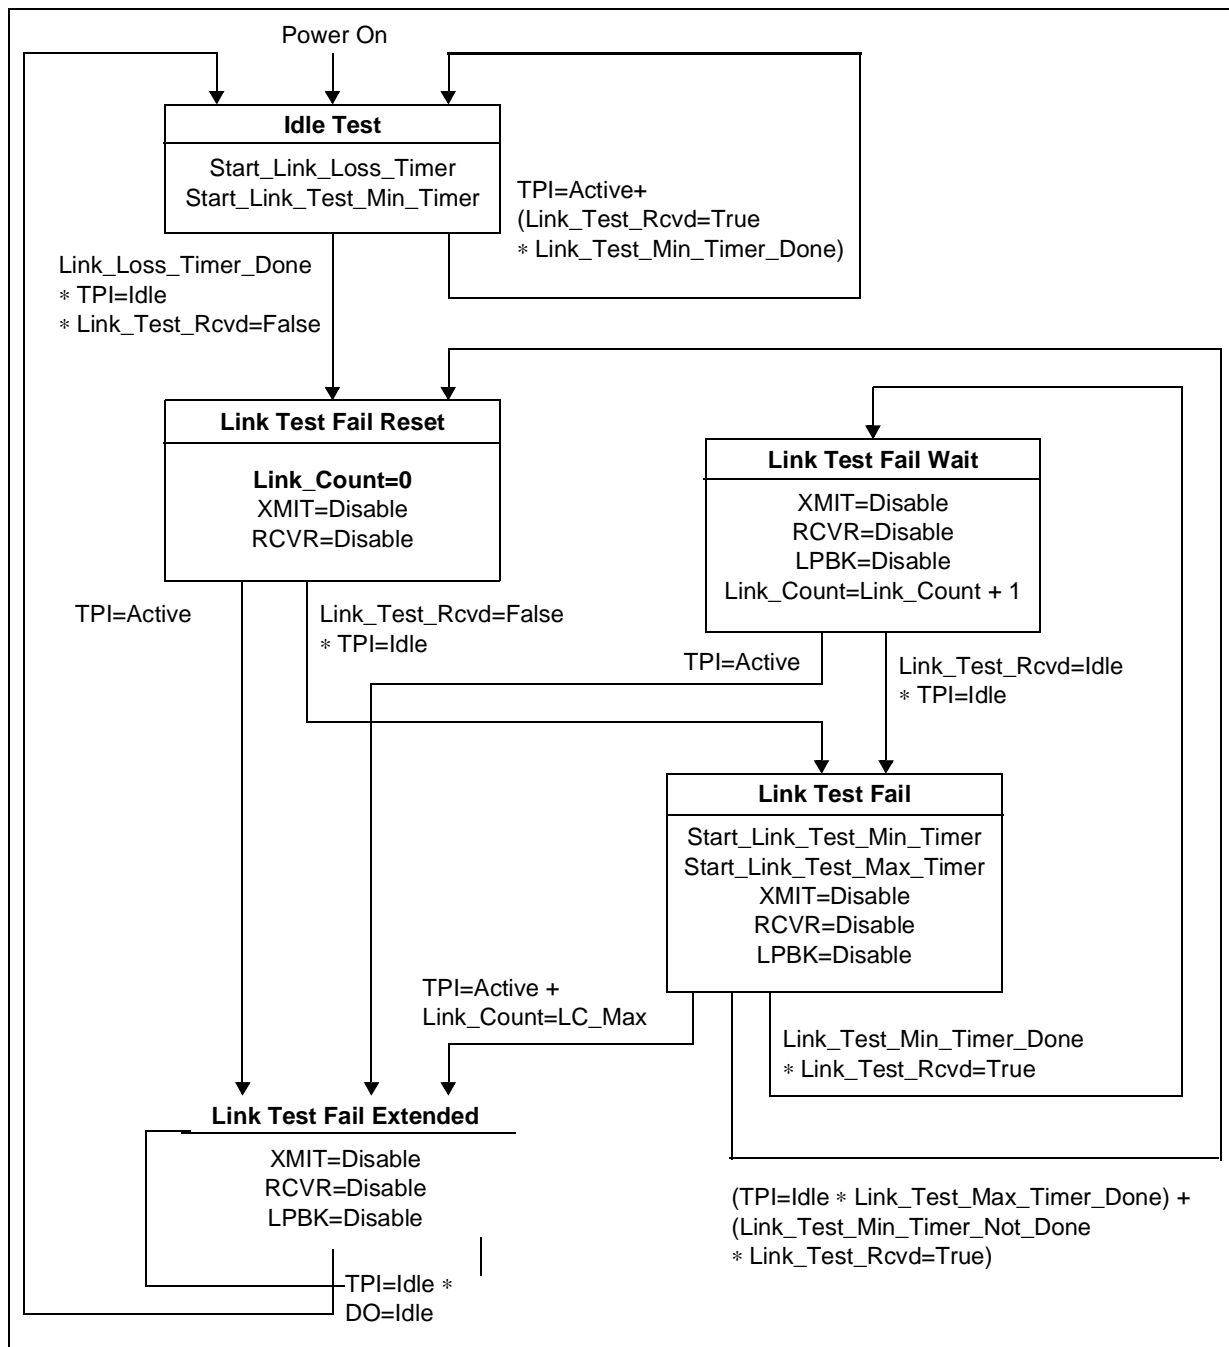 Power On
Idle Test
Start_Link_Loss_Timer
Start_Link_Test_Min_Timer
TPI=Active+
(Link_Test_Rcvd=True
* Link_Test_Min_Timer_Done)
Link_Loss_Timer_Done
* TPI=Idle
* Link_Test_Rcvd=False
Link Test Fail Reset
Link_Count=0
XMIT=Disable
RCVR=Disable
Link Test Fail Wait
XMIT=Disable
RCVR=Disable
LPBK=Disable
Link_Count=Link_Count + 1
TPI=Active
Link_Test_Rcvd=False
* TPI=Idle
TPI=Active
Link_Test_Rcvd=Idle
* TPI=Idle
Link Test Fail
Start_Link_Test_Min_Timer
Start_Link_Test_Max_Timer
XMIT=Disable
RCVR=Disable
LPBK=Disable
TPI=Active +
Link_Count=LC_Max
Link_Test_Min_Timer_Done
* Link_Test_Rcvd=True
Link Test Fail Extended
XMIT=Disable
RCVR=Disable
LPBK=Disable
(TPI=Idle * Link_Test_Max_Timer_Done) +
(Link_Test_Min_Timer_Not_Done
* Link_Test_Rcvd=True)
TPI=Idle *
DO=Idle